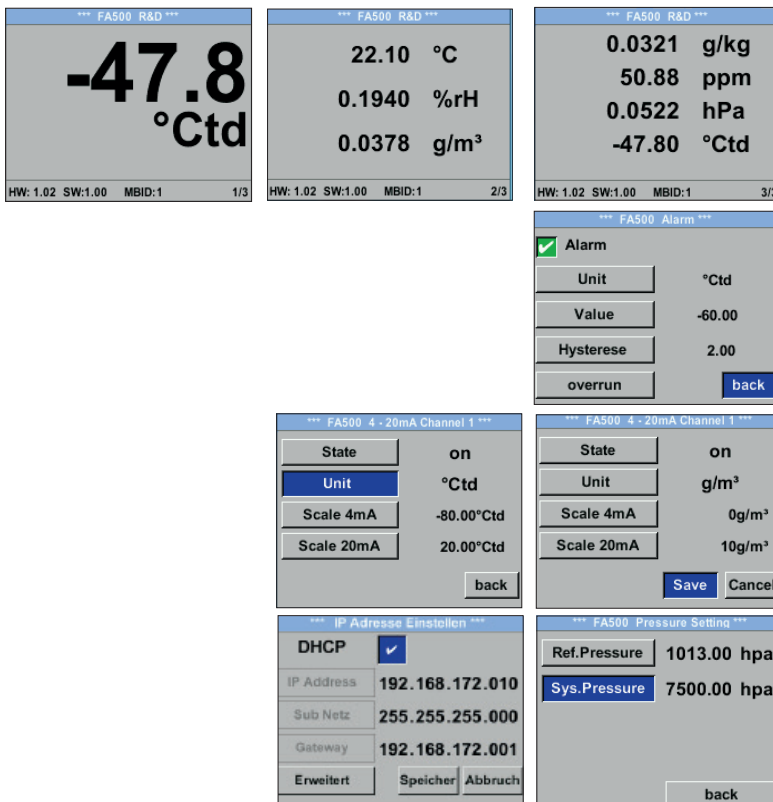 *** FA500 R&D ***
-47.8
°Ctd
HW: 1.02 SW:1.00 MBID:1 1/3
*** FA500 R&D ***
22.10 °C
0.1940 %rH
0.0378 g/m³
HW: 1.02 SW:1.00 MBID:1 2/3
*** FA500 R&D ***
0.0321 g/kg
50.88 ppm
0.0522 hPa
-47.80 °Ctd
HW: 1.02 SW:1.00 MBID:1 3/3
*** FA500 Alarm ***
Alarm
Unit °Ctd
Value -60.00
Hysterese 2.00
overrun back
*** FA500 4 - 20mA Channel 1 ***
State on
Unit °Ctd
Scale 4mA -80.00°Ctd
Scale 20mA 20.00°Ctd
back
*** FA500 4 - 20mA Channel 1 ***
State on
Unit g/m³
Scale 4mA 0g/m³
Scale 20mA 10g/m³
Save Cancel
*** IP Adresse Einstellen ***
DHCP
IP Address 192.168.172.010
Sub Netz 255.255.255.000
Gateway 192.168.172.001
Erweitert Speicher Abbruch
*** FA500 Pressure Setting ***
Ref.Pressure 1013.00 hpa
Sys.Pressure 7500.00 hpa
back